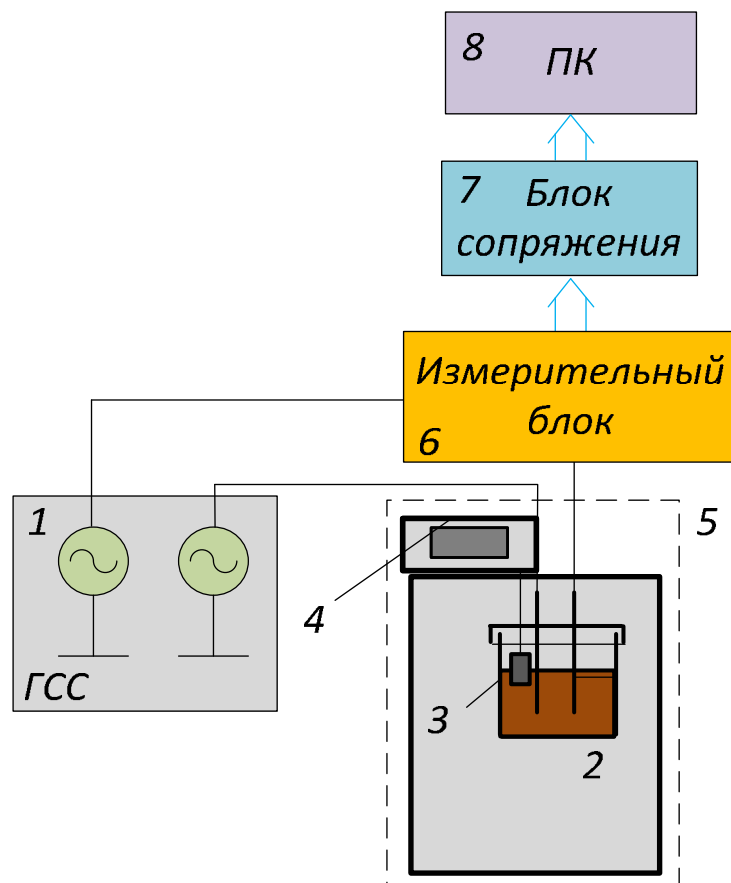 8 ПК
7 Блок
сопряжения
Измерительный
блок
6
1
5
4
ГСС
3
2